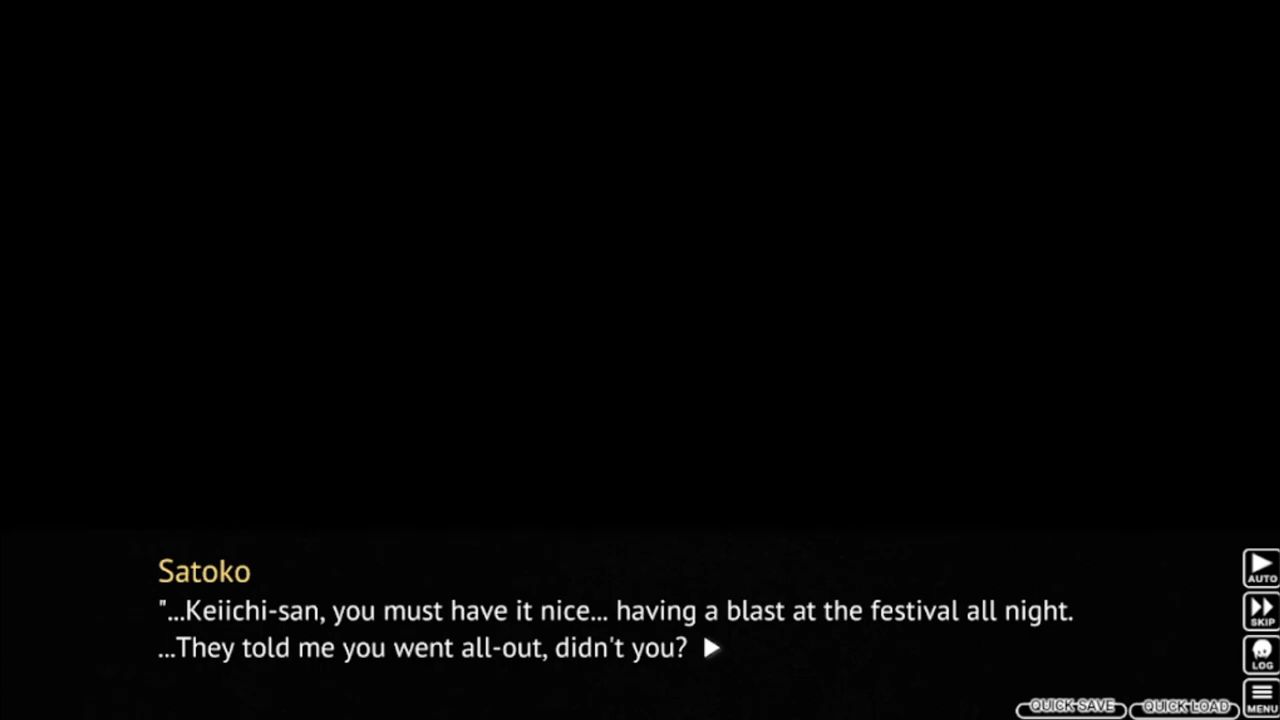 Satoko
"...Keiichi-san, you must have it nice... having a blast at the festival all night.
...They told me you went all-out, didn't you?
AUTO
SKIP
LOG
MENU
QUICK SAVE
QUICK LOAD